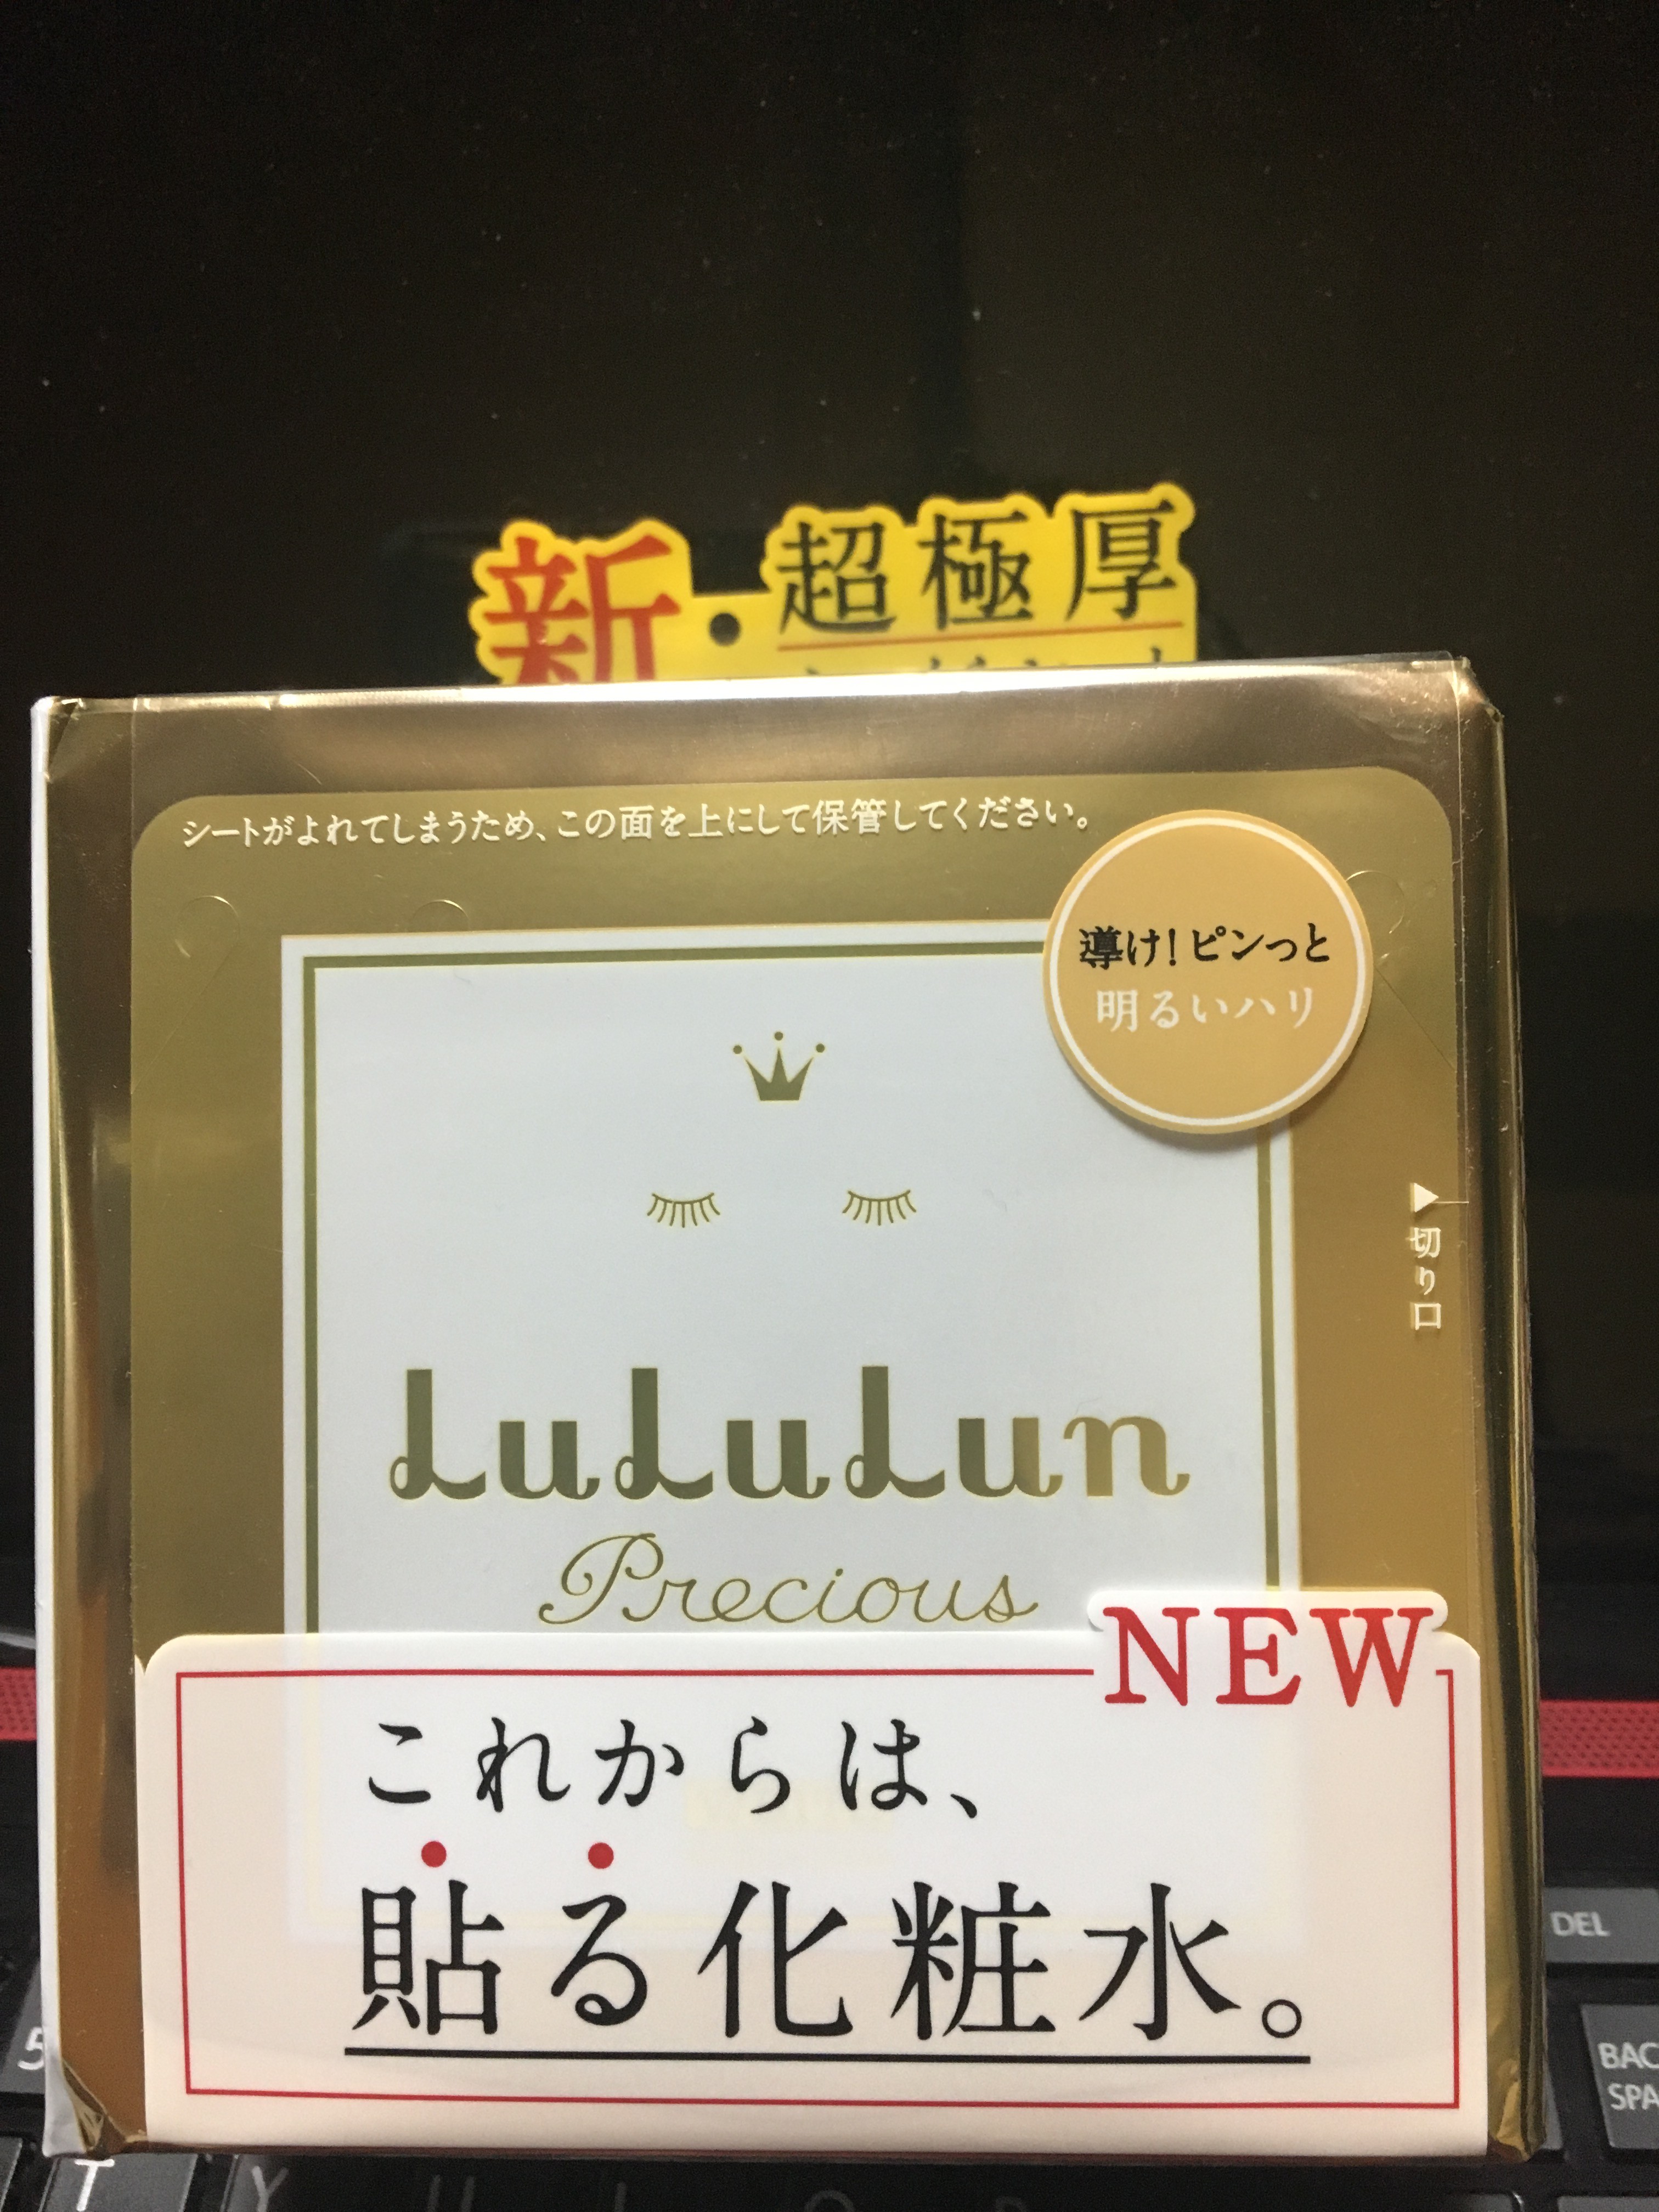 新・超極厚
シートがよれてしまうため、この面を上にして保管してください。
導け!ピンっと
明るいハリ
▶切り口
LuLuLun
Precious
NEW
これからは、
貼る化粧水。
DEL
5
BAC
SPA
T
Y
U